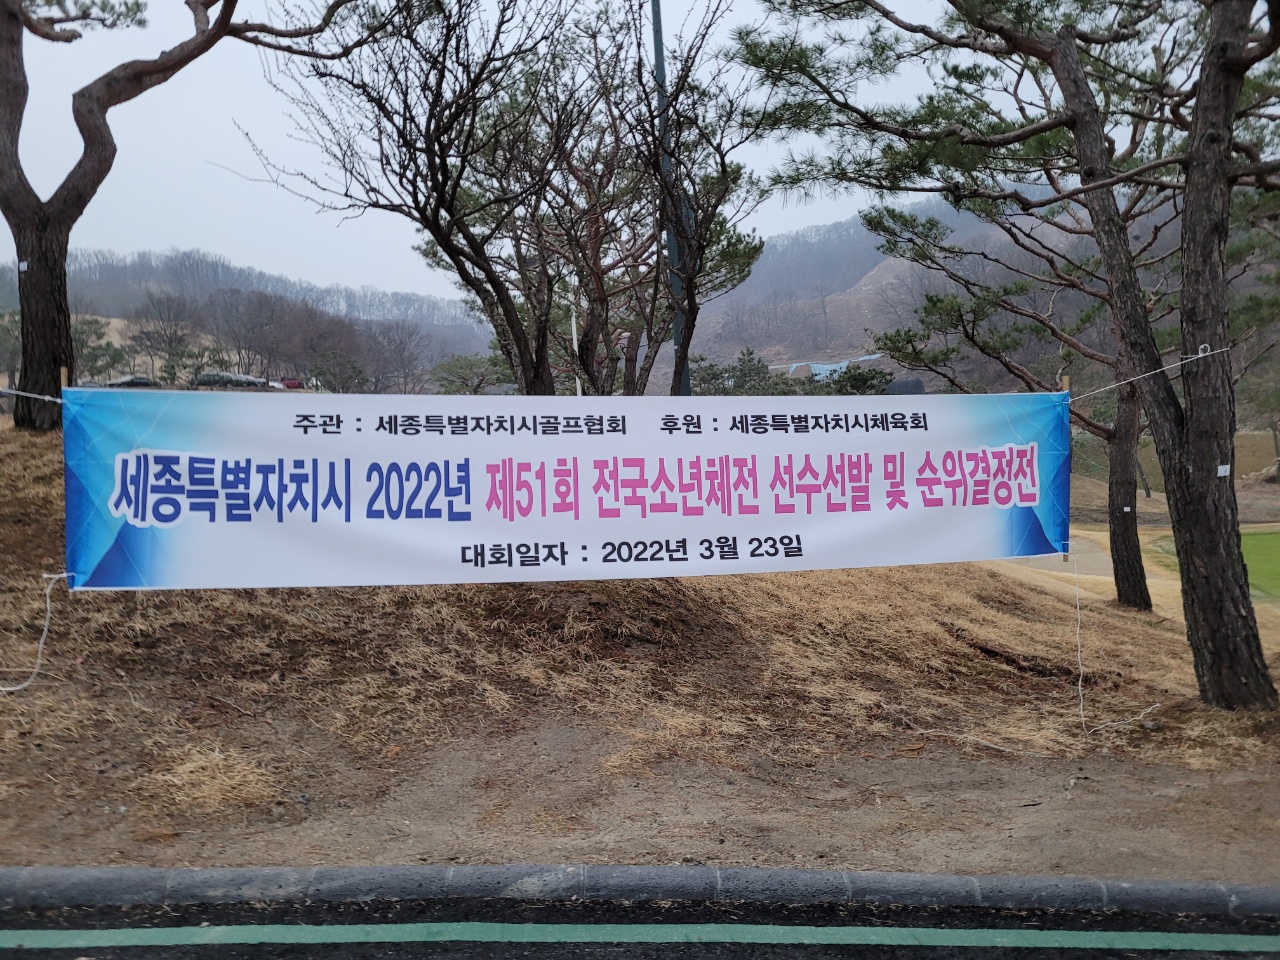 주관 : 세종특별자치시골프협회 후원 : 세종특별자치시체육회
세종특별자치시 2022년 제51회 전국소년체전 선수선발 및 순위결정전
대회일자 : 2022년 3월 23일